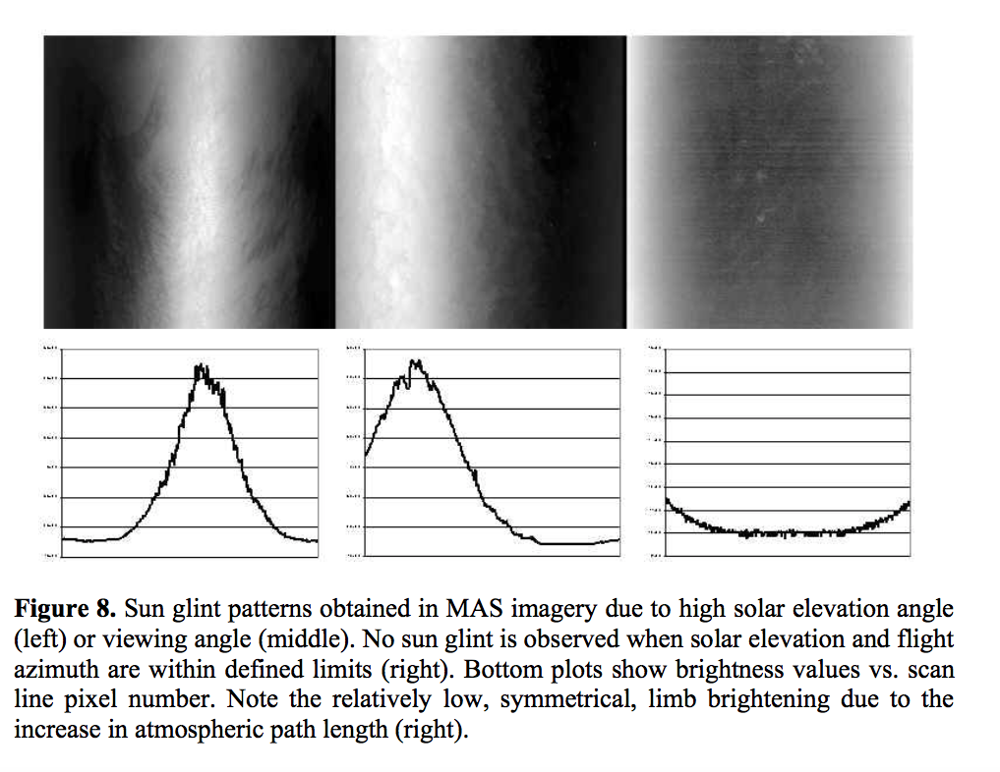 Figure 8. Sun glint patterns obtained in MAS imagery due to high solar elevation angle
(left) or viewing angle (middle). No sun glint is observed when solar elevation and flight
azimuth are within defined limits (right). Bottom plots show brightness values vs. scan
line pixel number. Note the relatively low, symmetrical, limb brightening due to the
increase in atmospheric path length (right).